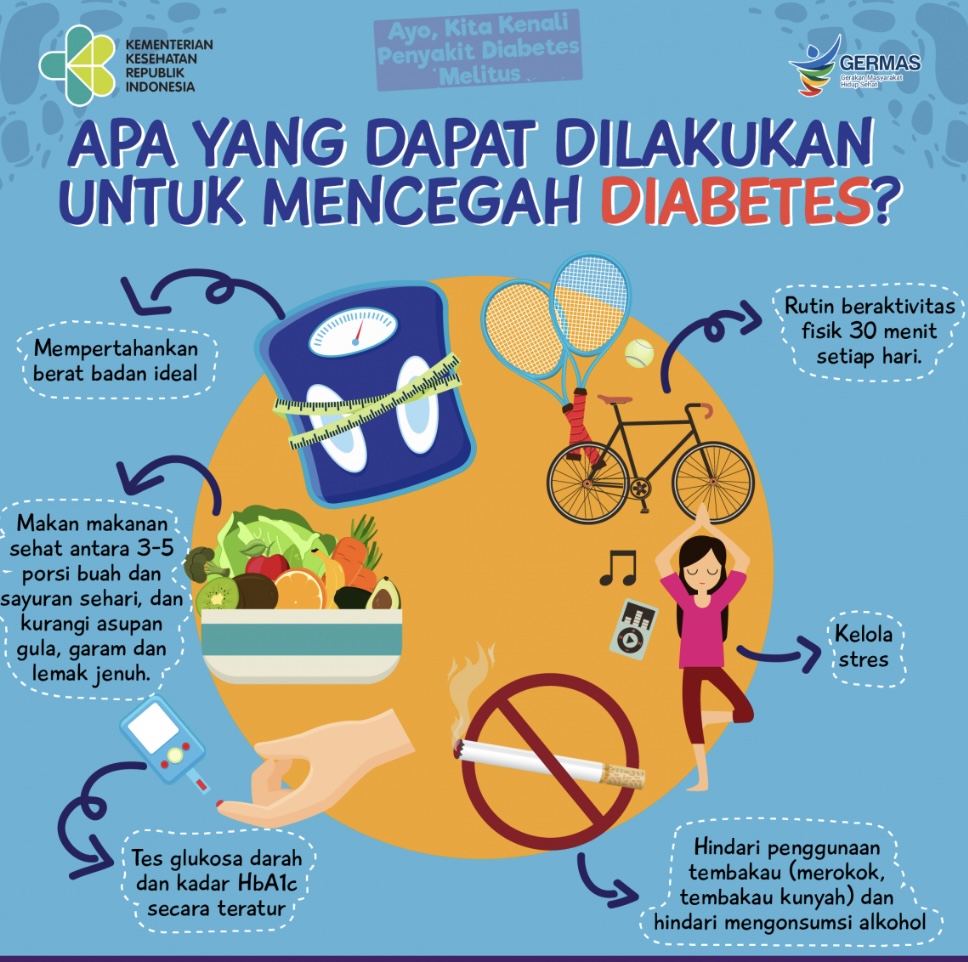 KEMENTERIAN
KESEHATAN
REPUBLIK
INDONESIA
Ayo, Kita Kenali
Penyakit Diabetes
Melitus
GERMAS
Gerakan Masyarakat
Hidup Sehat
APA YANG DAPAT DILAKUKAN
UNTUK MENCEGAH DIABETES?
Mempertahankan
berat badan ideal
Rutin beraktivitas
fisik 30 menit
setiap hari.
Makan makanan
sehat antara 3-5
porsi buah dan
sayuran sehari, dan
kurangi asupan
gula, garam dan
lemak jenuh.
Kelola
stres
Tes glukosa darah
dan kadar HbA1c
secara teratur
Hindari penggunaan
tembakau (merokok,
tembakau kunyah) dan
hindari mengonsumsi alkohol